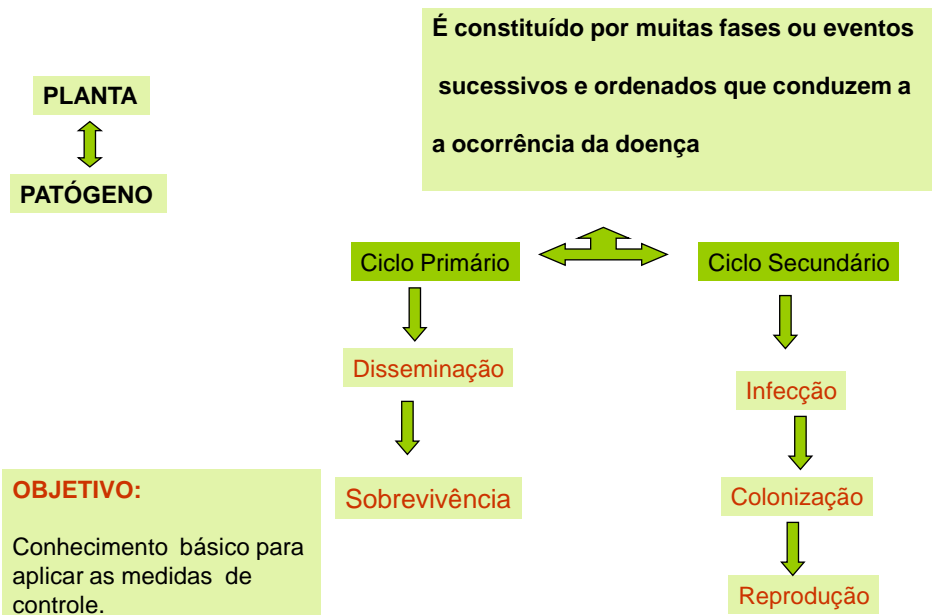 É constituído por muitas fases ou eventos
sucessivos e ordenados que conduzem a
a ocorrência da doença
PLANTA
PATÓGENO
Ciclo Primário
Ciclo Secundário
Disseminação
Infecção
Sobrevivência
Colonização
Reprodução
OBJETIVO:
Conhecimento básico para
aplicar as medidas de
controle.